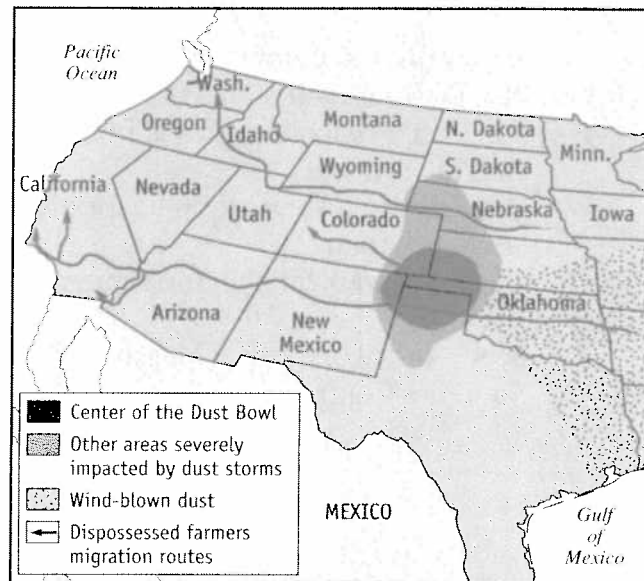 Pacific
Ocean
Wash.
Oregon
Idaho
Montana
N. Dakota
Minn.
Wyoming
S. Dakota
California
Nevada
Utah
Colorado
Nebraska
Iowa
Arizona
New
Mexico
Oklahoma
Center of the Dust Bowl
Other areas severely
impacted by dust storms
Wind-blown dust
Dispossessed farmers
migration routes
MEXICO
Gulf
of
Mexico